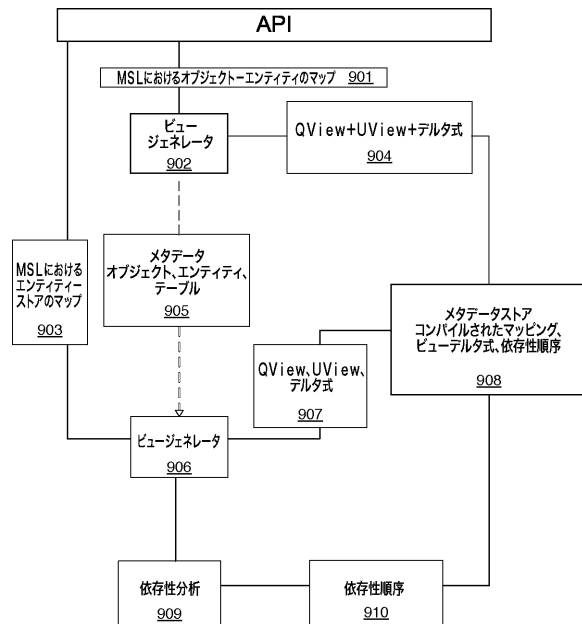 API
MSLにおけるオブジェクトーエンティティのマップ 901
ビュー
ジェネレータ
902
QView+UView+デルタ式
904
MSLにおける
エンティティー
ストアのマップ
903
メタデータ
オブジェクト、エンティティ、
テーブル
905
メタデータストア
コンパイルされたマッピング、
ビューデルタ式、依存性順序
908
QView、UView、
デルタ式
907
ビュージェネレータ
906
依存性分析
909
依存性順序
910